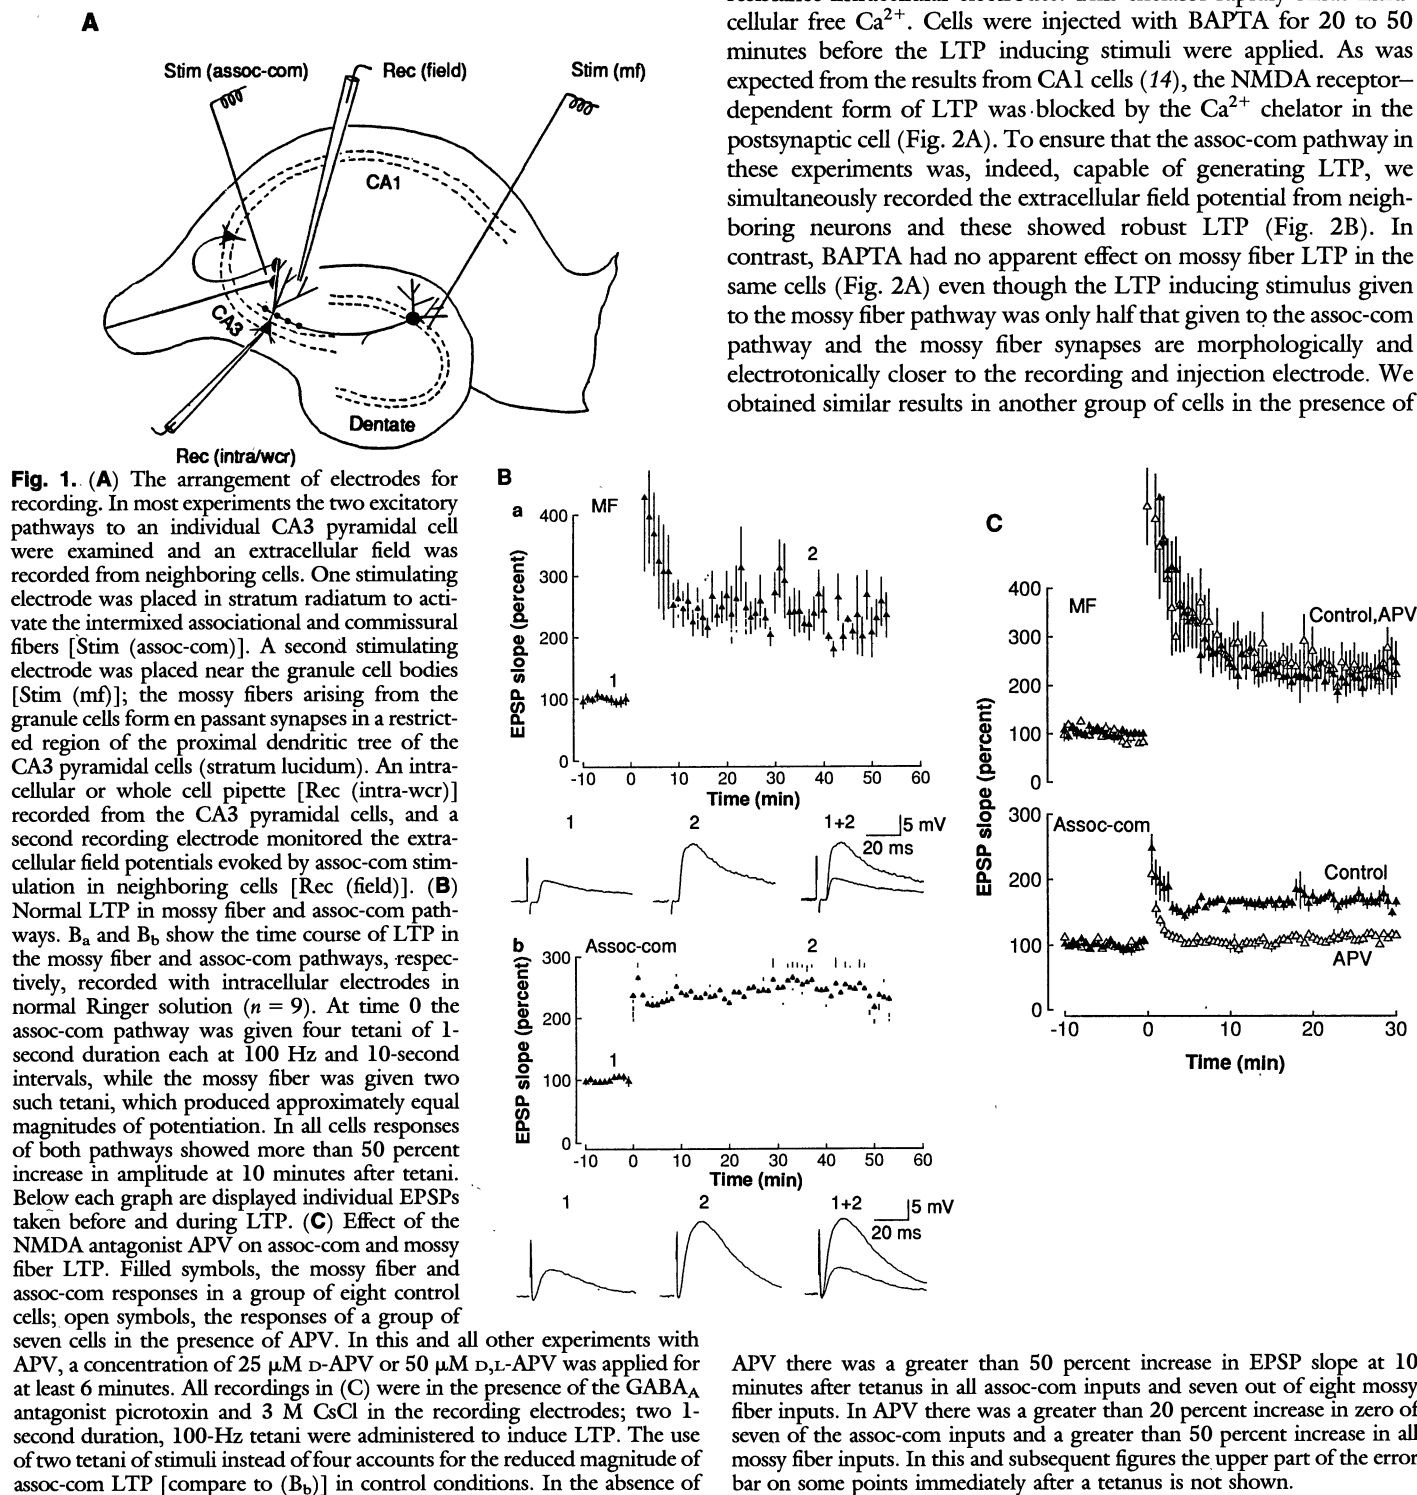 cellular free Ca2+. Cells were injected with BAPTA for 20 to 50
minutes before the LTP inducing stimuli were applied. As was
expected from the results from CA1 cells (14), the NMDA receptor–
dependent form of LTP was blocked by the Ca2+ chelator in the
postsynaptic cell (Fig. 2A). To ensure that the assoc-com pathway in
these experiments was, indeed, capable of generating LTP, we
simultaneously recorded the extracellular field potential from neigh-
boring neurons and these showed robust LTP (Fig. 2B). In
contrast, BAPTA had no apparent effect on mossy fiber LTP in the
same cells (Fig. 2A) even though the LTP inducing stimulus given
to the mossy fiber pathway was only half that given to the assoc-com
pathway and the mossy fiber synapses are morphologically and
electrotonically closer to the recording and injection electrode. We
obtained similar results in another group of cells in the presence of
A
Stim (assoc-com)
Rec (field)
Stim (mf)
CA1
CA3
Dentate
Rec (intra/wcr)
Fig. 1. (A) The arrangement of electrodes for
recording. In most experiments the two excitatory
pathways to an individual CA3 pyramidal cell
were examined and an extracellular field was
recorded from neighboring cells. One stimulating
electrode was placed in stratum radiatum to acti-
vate the intermixed associational and commissural
fibers [Stim (assoc-com)]. A second stimulating
electrode was placed near the granule cell bodies
[Stim (mf)]; the mossy fibers arising from the
granule cells form en passant synapses in a restrict-
ed region of the proximal dendritic tree of the
CA3 pyramidal cells (stratum lucidum). An intra-
cellular or whole cell pipette [Rec (intra-wcr)]
recorded from the CA3 pyramidal cells, and a
second recording electrode monitored the extra-
cellular field potentials evoked by assoc-com stim-
ulation in neighboring cells [Rec (field)]. (B)
Normal LTP in mossy fiber and assoc-com path-
ways. Ba and Bb show the time course of LTP in
the mossy fiber and assoc-com pathways, respec-
tively, recorded with intracellular electrodes in
normal Ringer solution (n = 9). At time 0 the
assoc-com pathway was given four tetani of 1-
second duration each at 100 Hz and 10-second
intervals, while the mossy fiber was given two
such tetani, which produced approximately equal
magnitudes of potentiation. In all cells responses
of both pathways showed more than 50 percent
increase in amplitude at 10 minutes after tetani.
Below each graph are displayed individual EPSPs
taken before and during LTP. (C) Effect of the
NMDA antagonist APV on assoc-com and mossy
fiber LTP. Filled symbols, the mossy fiber and
assoc-com responses in a group of eight control
cells; open symbols, the responses of a group of
seven cells in the presence of APV. In this and all other experiments with
APV, a concentration of 25 μM D-APV or 50 μM D,L-APV was applied for
at least 6 minutes. All recordings in (C) were in the presence of the GABAA
antagonist picrotoxin and 3 M CsCl in the recording electrodes; two 1-
second duration, 100-Hz tetani were administered to induce LTP. The use
of two tetani of stimuli instead of four accounts for the reduced magnitude of
assoc-com LTP [compare to (Bb)] in control conditions. In the absence of
APV there was a greater than 50 percent increase in EPSP slope at 10
minutes after tetanus in all assoc-com inputs and seven out of eight mossy
fiber inputs. In APV there was a greater than 20 percent increase in zero of
seven of the assoc-com inputs and a greater than 50 percent increase in all
mossy fiber inputs. In this and subsequent figures the upper part of the error
bar on some points immediately after a tetanus is not shown.
B
a
MF
EPSP slope (percent)
400
300
200
100
0
1
2
-10 0 10 20 30 40 50 60
Time (min)
1
2
1+2
5 mV
20 ms
b
Assoc-com
EPSP slope (percent)
300
200
100
0
1
2
-10 0 10 20 30 40 50 60
Time (min)
1
2
1+2
5 mV
20 ms
C
EPSP slope (percent)
MF
400
300
200
100
0
Control,APV
Assoc-com
300
200
100
0
Control
APV
-10 0 10 20 30
Time (min)